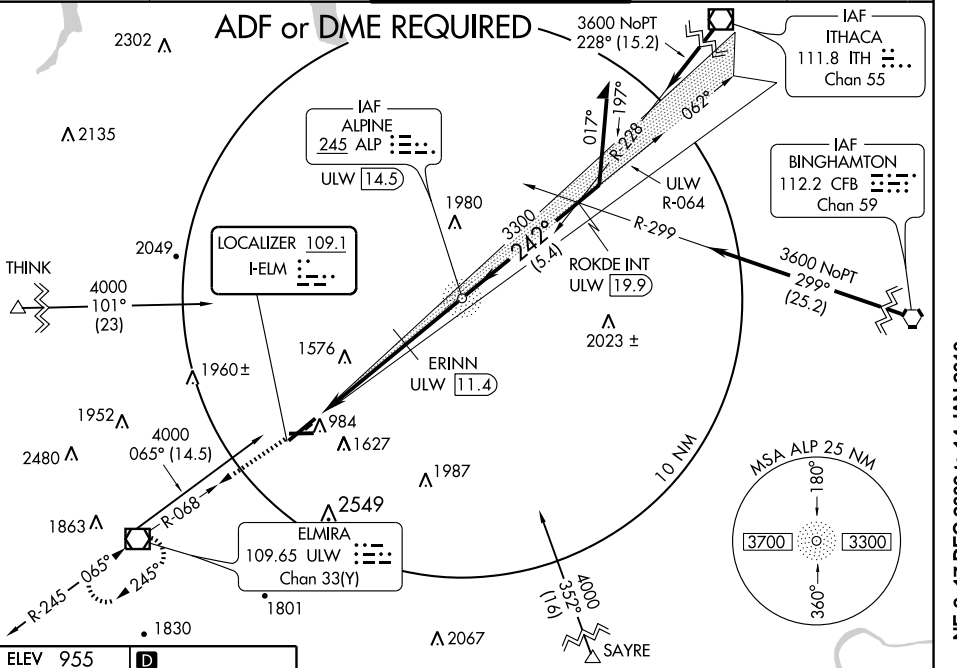 ADF or DME REQUIRED
2302
3600 NoPT
228° (15.2)
IAF
ITHACA
111.8 ITH
Chan 55
2135
IAF
ALPINE
245 ALP
ULW 14.5
017°
197°
R-228
062°
ULW
R-064
IAF
BINGHAMTON
112.2 CFB
Chan 59
1980
3300
242°
(5.4)
R-299
ROKDE INT
ULW 19.9
3600 NoPT
299°
(25.2)
2049
LOCALIZER 109.1
I-ELM
THINK
4000
101°
(23)
2023 ±
1576
ERINN
ULW 11.4
1960 ±
984
1627
1952
2480
4000
065° (14.5)
1987
10 NM
MSA ALP 25 NM
180°
3700
3300
360°
2549
1863
R-068
ELMIRA
109.65 ULW
Chan 33(Y)
R-245
065°
245°
1801
1830
4000
352°
(16)
SAYRE
2067
ELEV 955
D